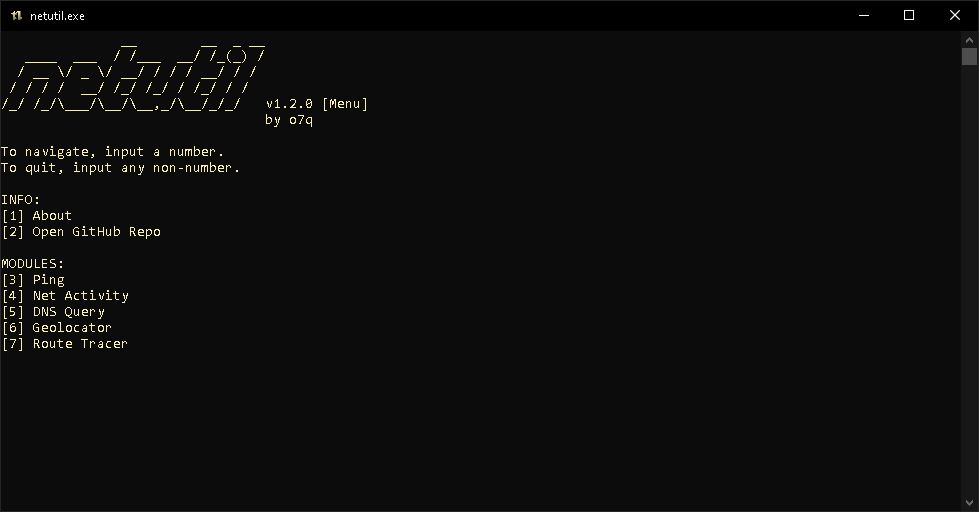 netutil.exe
netutil
v1.2.0 [Menu]
by o7q
To navigate, input a number.
To quit, input any non-number.
INFO:
[1] About
[2] Open GitHub Repo
MODULES:
[3] Ping
[4] Net Activity
[5] DNS Query
[6] Geolocator
[7] Route Tracer